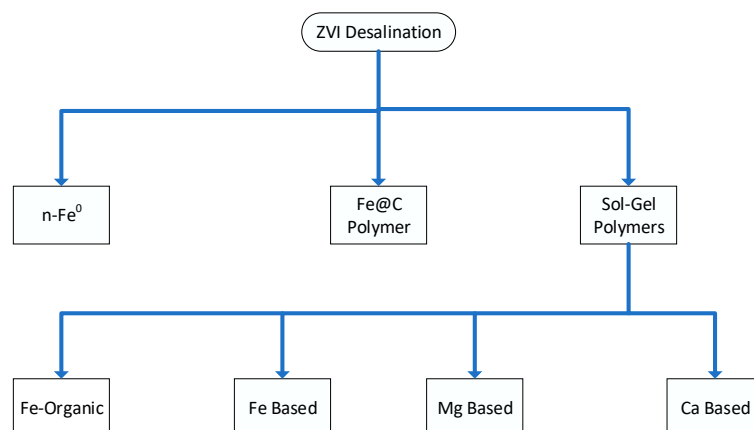 ZVI Desalination
n-Fe⁰
Fe@C
Polymer
Sol-Gel
Polymers
Fe-Organic
Fe Based
Mg Based
Ca Based